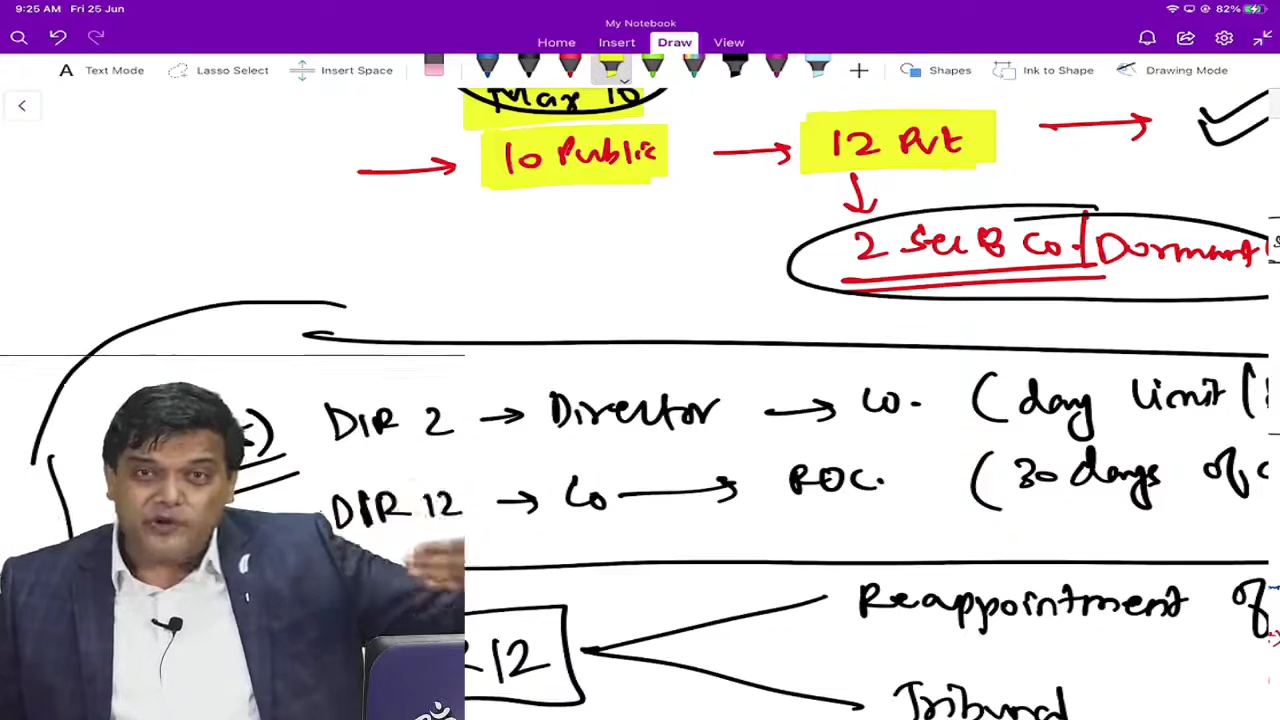 9:25 AM Fri 25 Jun 82%
My Notebook
Home Insert Draw View
A Text Mode Lasso Select Insert Space + Shapes Ink to Shape Drawing Mode
Max 10
10 Public 12 Pvt
2 Sec 8 Co. Dormant
DIR 2 → Director → Co. (day limit
DIR 12 → Co → ROC. (30 days of
R 12
Reappointment of
Tribunal